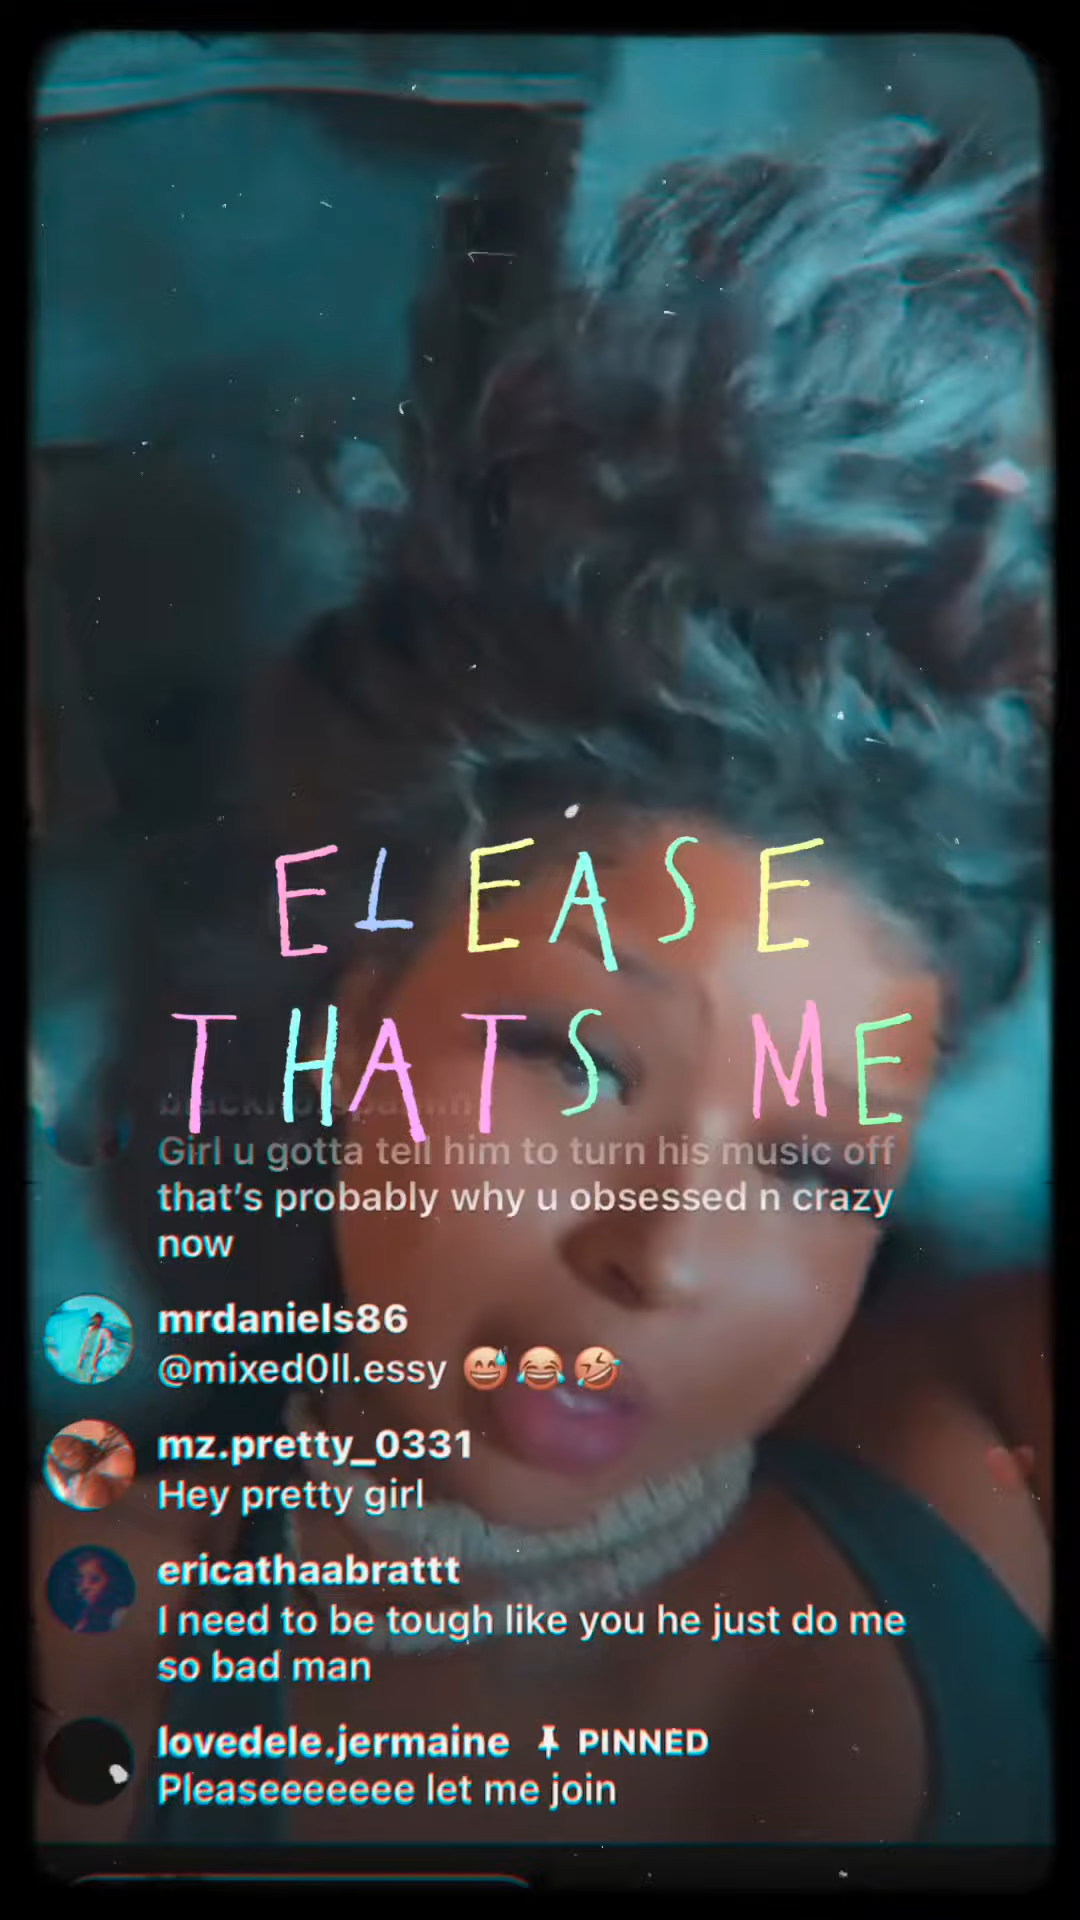 ELEASE
THATS ME
Girl u gotta tell him to turn his music off
that's probably why u obsessed n crazy
now
mrdaniels86
@mixed0ll.essy 😅😂🤣
mz.pretty_0331
Hey pretty girl
ericathaabrattt
I need to be tough like you he just do me
so bad man
lovedele.jermaine PINNED
Pleaseeeeeee let me join